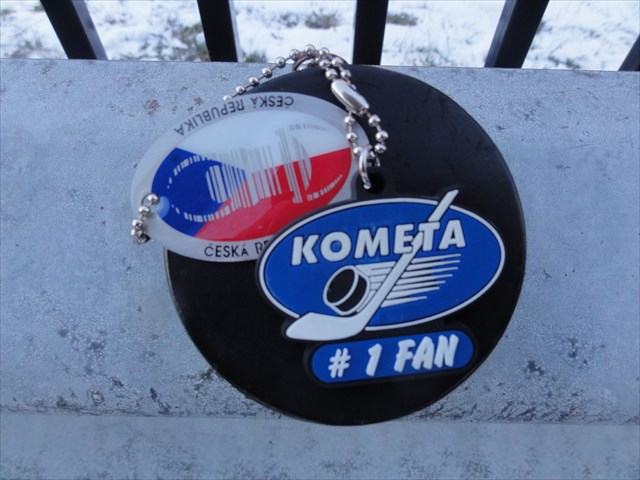 ČESKÁ REPUBLIKA
ČESKÁ RE
KOMETA
# 1 FAN